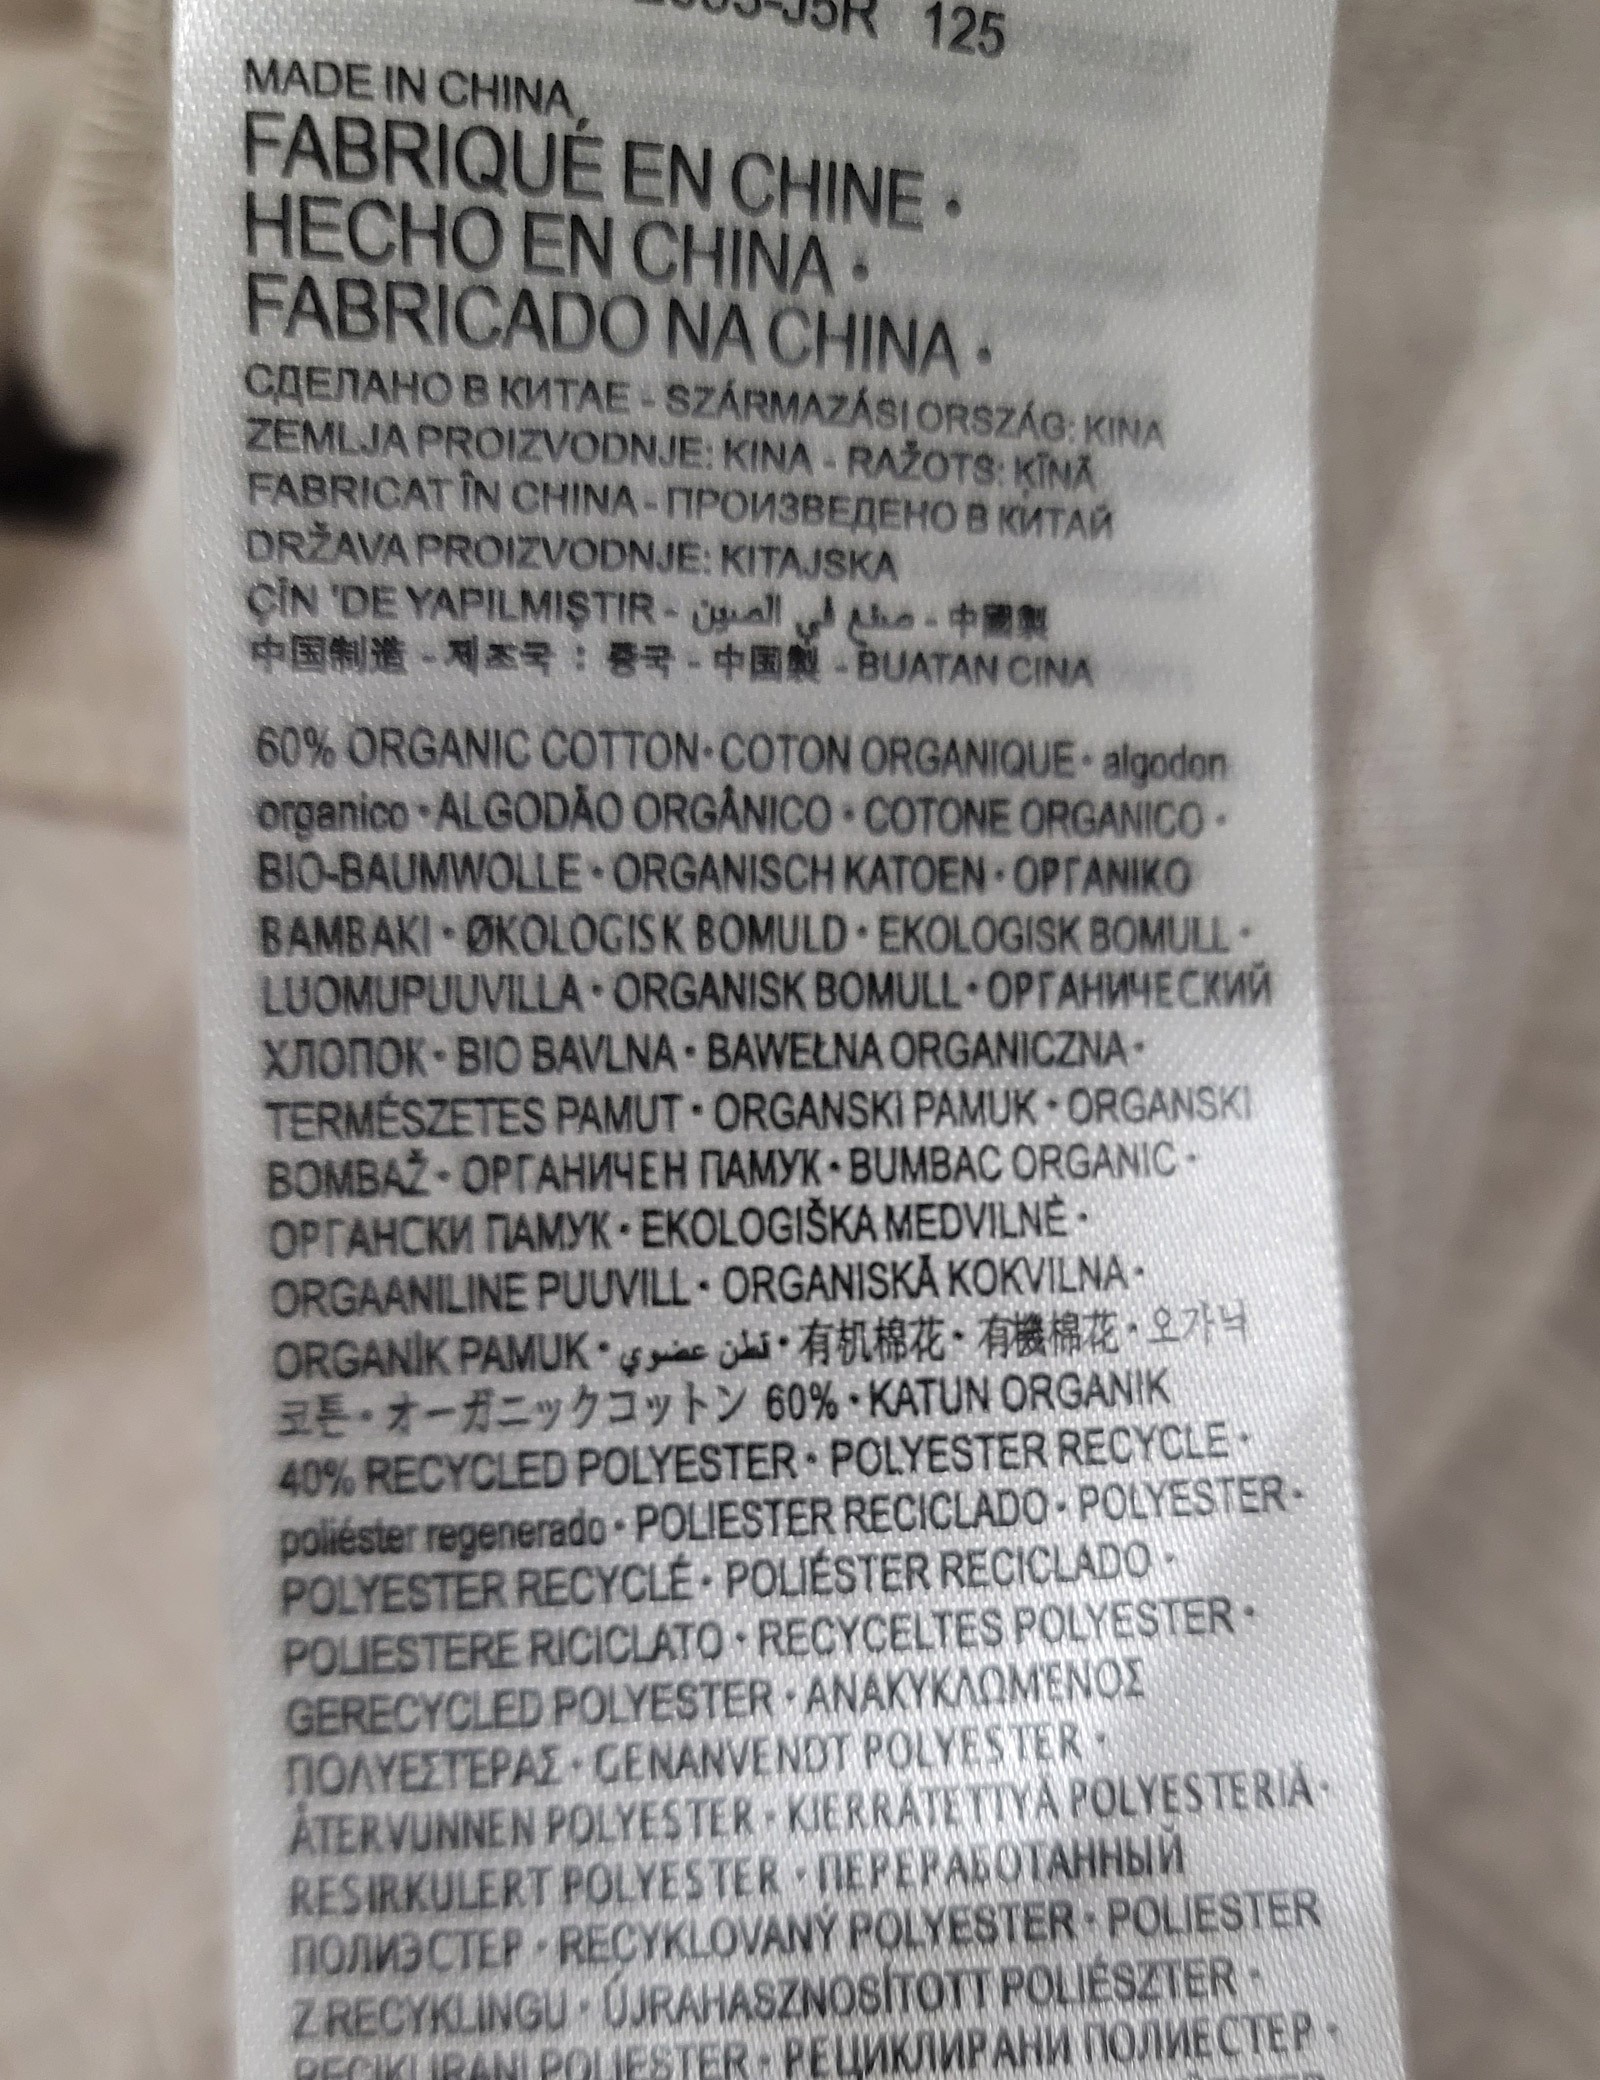 125
MADE IN CHINA
FABRIQUÉ EN CHINE •
HECHO EN CHINA •
FABRICADO NA CHINA •
СДЕЛАНО В КИТАЕ - SZÁRMAZÁSI ORSZÁG: KINA
ZEMLJA PROIZVODNJE: KINA - RAŽOTS: ĶĪNĀ
FABRICAT ÎN CHINA - ПРОИЗВЕДЕНО В КИТАЙ
DRŽAVA PROIZVODNJE: KITAJSKA
ÇİN 'DE YAPILMIŞTIR - صنع في الصين - 中國製
中国制造 - 제조국 : 중국 - 中国製 - BUATAN CINA
60% ORGANIC COTTON • COTON ORGANIQUE • algodon
organico • ALGODÃO ORGÂNICO • COTONE ORGANICO •
BIO-BAUMWOLLE • ORGANISCH KATOEN • ΟΡΓΑΝΙΚΟ
ΒΑΜΒΑΚΙ • ØKOLOGISK BOMULD • EKOLOGISK BOMULL •
LUOMUPUUVILLA • ORGANISK BOMULL • ОРГАНИЧЕСКИЙ
ХЛОПОК • BIO BAVLNA • BAWEŁNA ORGANICZNA •
TERMÉSZETES PAMUT • ORGANSKI PAMUK • ORGANSKI
BOMBAŽ • ОРГАНИЧЕН ПАМУК • BUMBAC ORGANIC •
ОРГАНСКИ ПАМУК • EKOLOGIŠKA MEDVILNĖ •
ORGAANILINE PUUVILL • ORGANISKĀ KOKVILNA •
ORGANİK PAMUK • قطن عضوي • 有机棉花 • 有機棉花 • 오가닉
코튼 • オーガニックコットン 60% • KATUN ORGANIK
40% RECYCLED POLYESTER • POLYESTER RECYCLE •
poliéster regenerado • POLIESTER RECICLADO • POLYESTER •
POLYESTER RECYCLÉ • POLIÉSTER RECICLADO •
POLIESTERE RICICLATO • RECYCELTES POLYESTER •
GERECYCLED POLYESTER • ΑΝΑΚΥΚΛΩΜΈΝΟΣ
ΠΟΛΥΕΣΤΕΡΑΣ • GENANVENDT POLYESTER •
ÅTERVUNNEN POLYESTER • KIERRÄTETTYÄ POLYESTERIÄ •
RESIRKULERT POLYESTER • ПЕРЕРАБОТАННЫЙ
ПОЛИЭСТЕР • RECYKLOVANÝ POLYESTER • POLIESTER
Z RECYKLINGU • ÚJRAHASZNOSÍTOTT POLIÉSZTER •
RECIKLIRANI POLIESTER • РЕЦИКЛИРАНИ ПОЛИЕСТЕР •